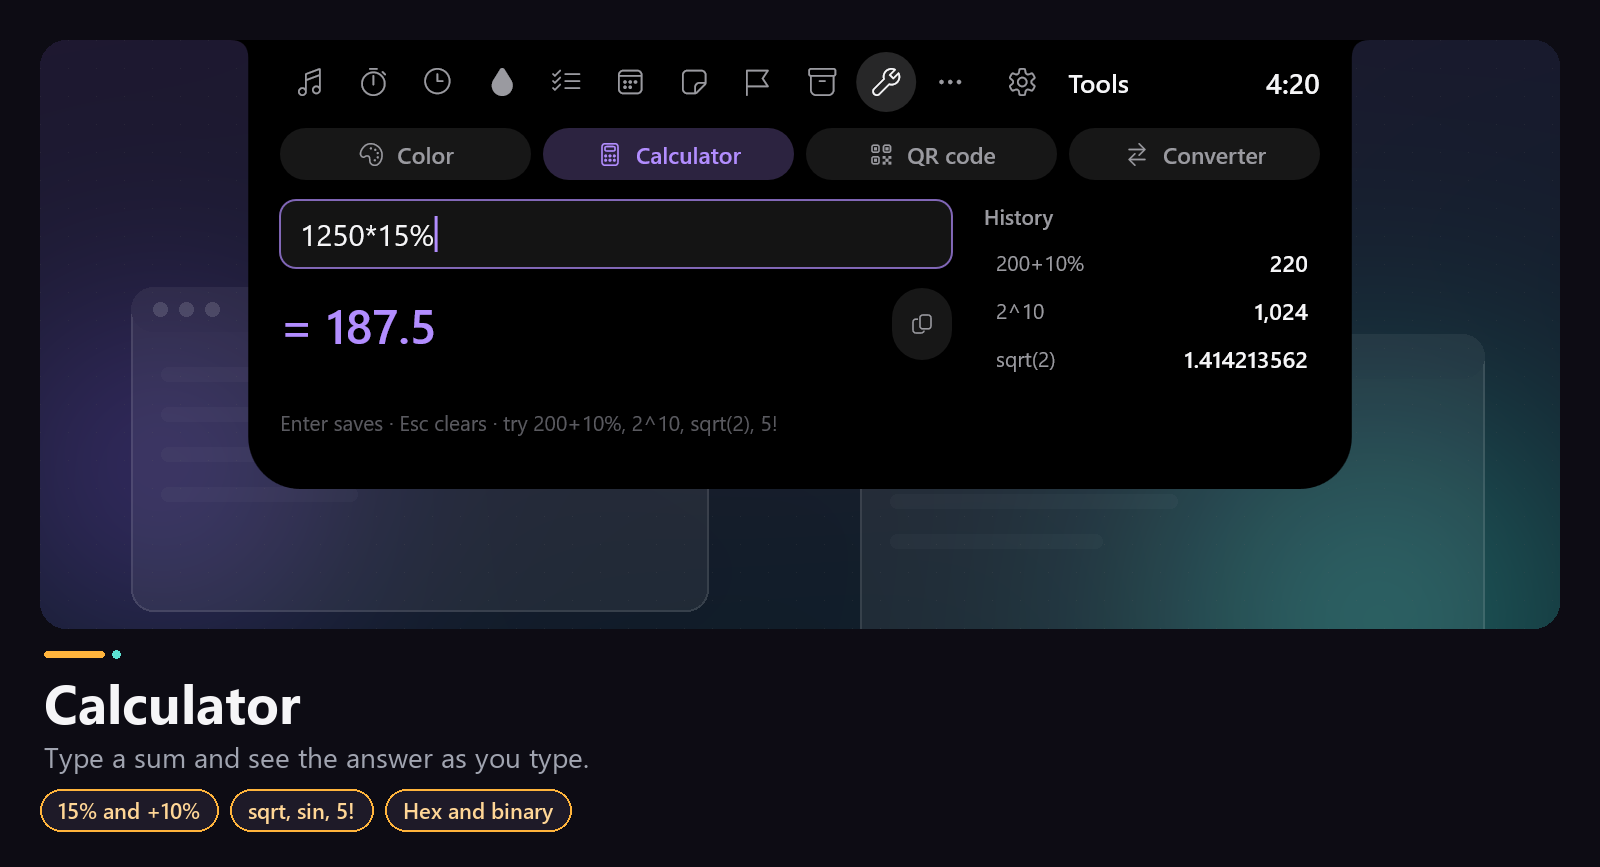 Tools 4:20
Color Calculator QR code Converter
1250*15%
= 187.5
History
200+10% 220
2^10 1,024
sqrt(2) 1.414213562
Enter saves · Esc clears · try 200+10%, 2^10, sqrt(2), 5!
Calculator
Type a sum and see the answer as you type.
15% and +10% sqrt, sin, 5! Hex and binary